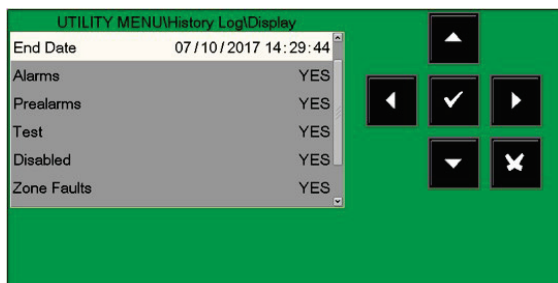 UTILITY MENU\History Log\Display
End Date 07/10/2017 14:29:44
Alarms YES
Prealarms YES
Test YES
Disabled YES
Zone Faults YES